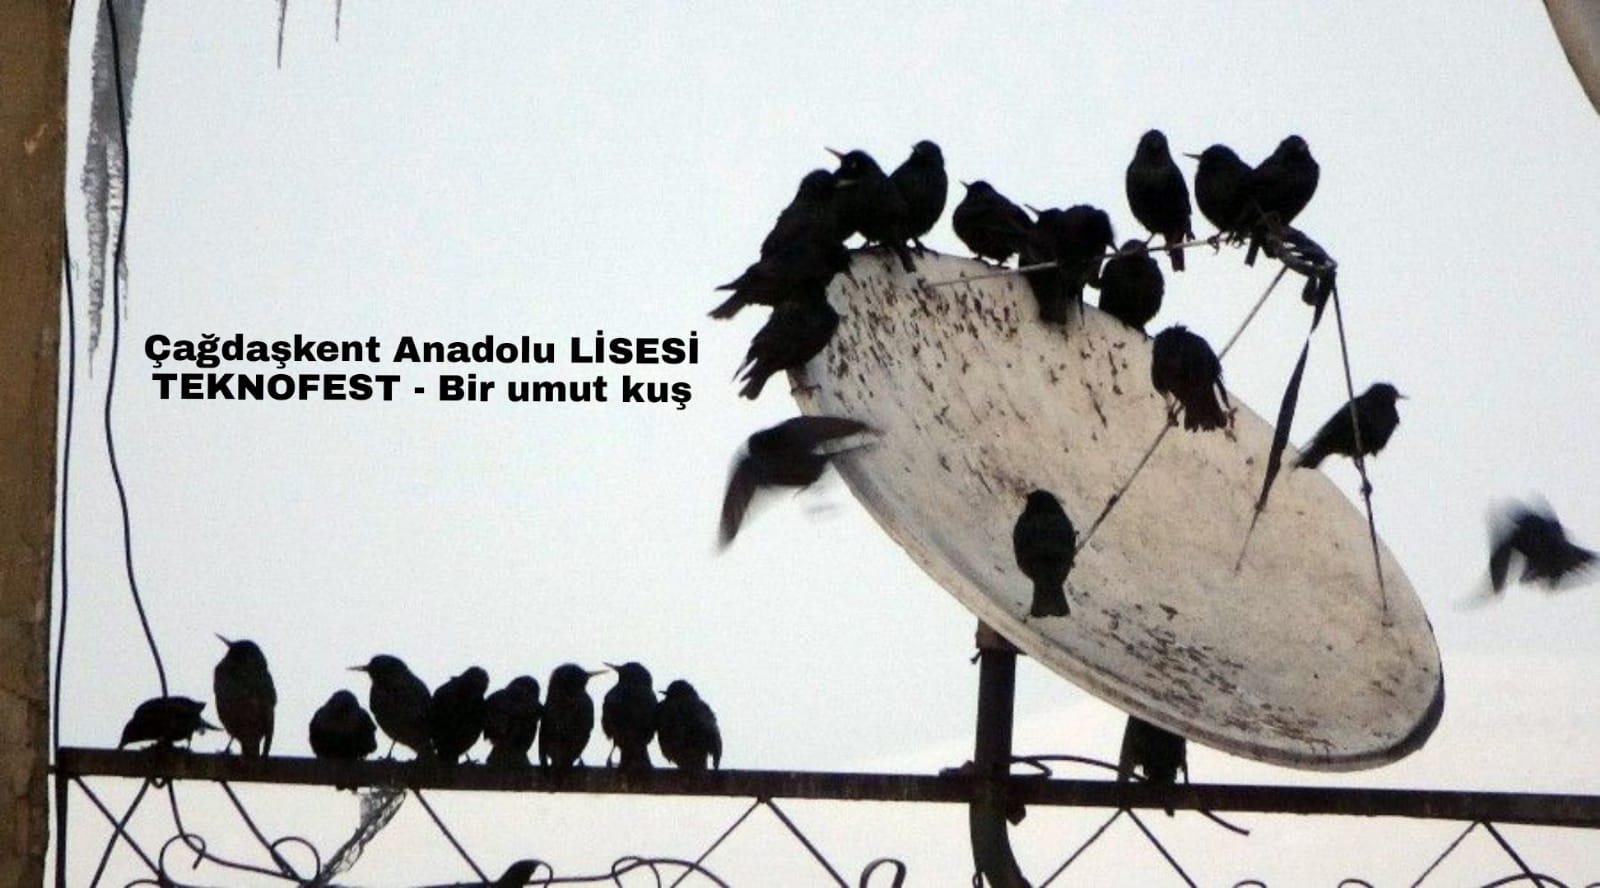 Çağdaşkent Anadolu LİSESİ
TEKNOFEST - Bir umut kuş